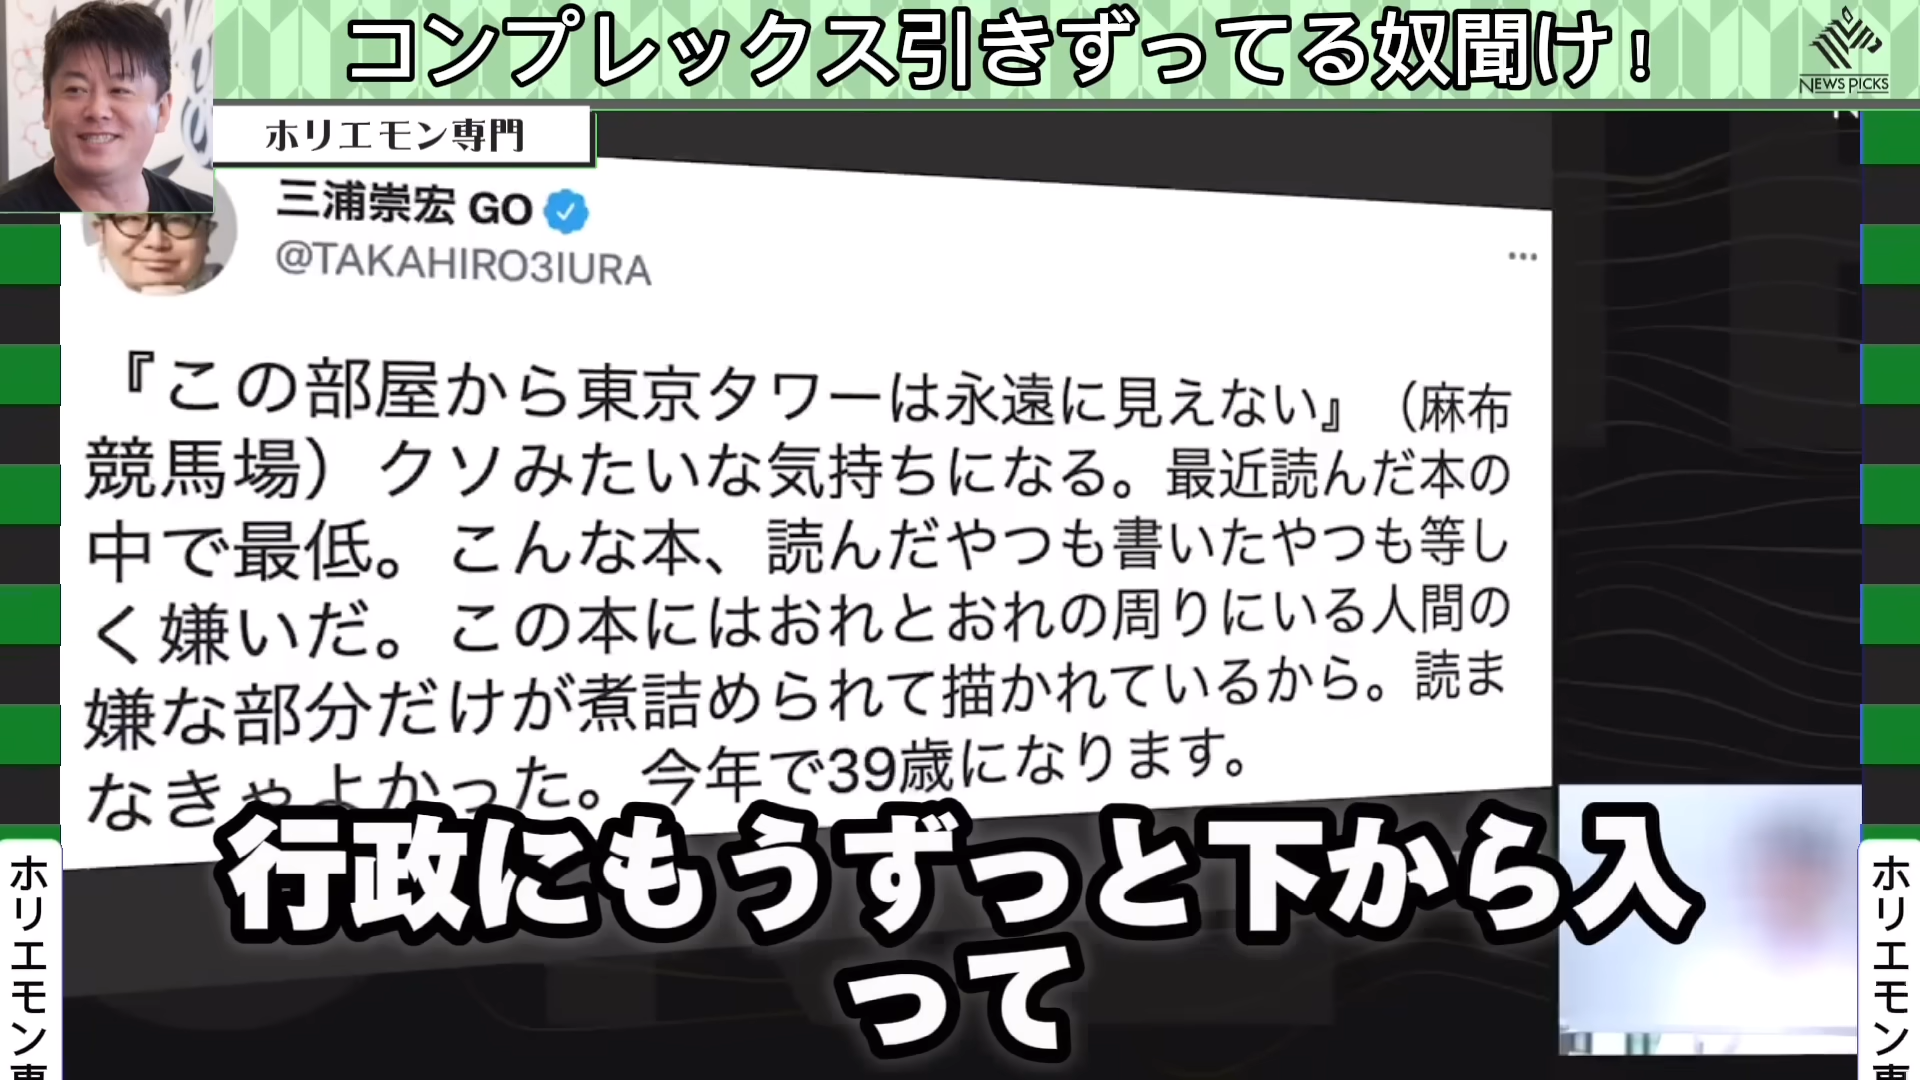 コンプレックス引きずってる奴聞け！
NEWSPICKS
ホリエモン専門
三浦崇宏 GO
@TAKAHIRO3IURA
『この部屋から東京タワーは永遠に見えない』（麻布
競馬場）クソみたいな気持ちになる。最近読んだ本の
中で最低。こんな本、読んだやつも書いたやつも等し
く嫌いだ。この本にはおれとおれの周りにいる人間の
嫌な部分だけが煮詰められて描かれているから。読ま
なきゃよかった。今年で39歳になります。
行政にもうずっと下から入
って
ホリエモン専
ホリエモン専